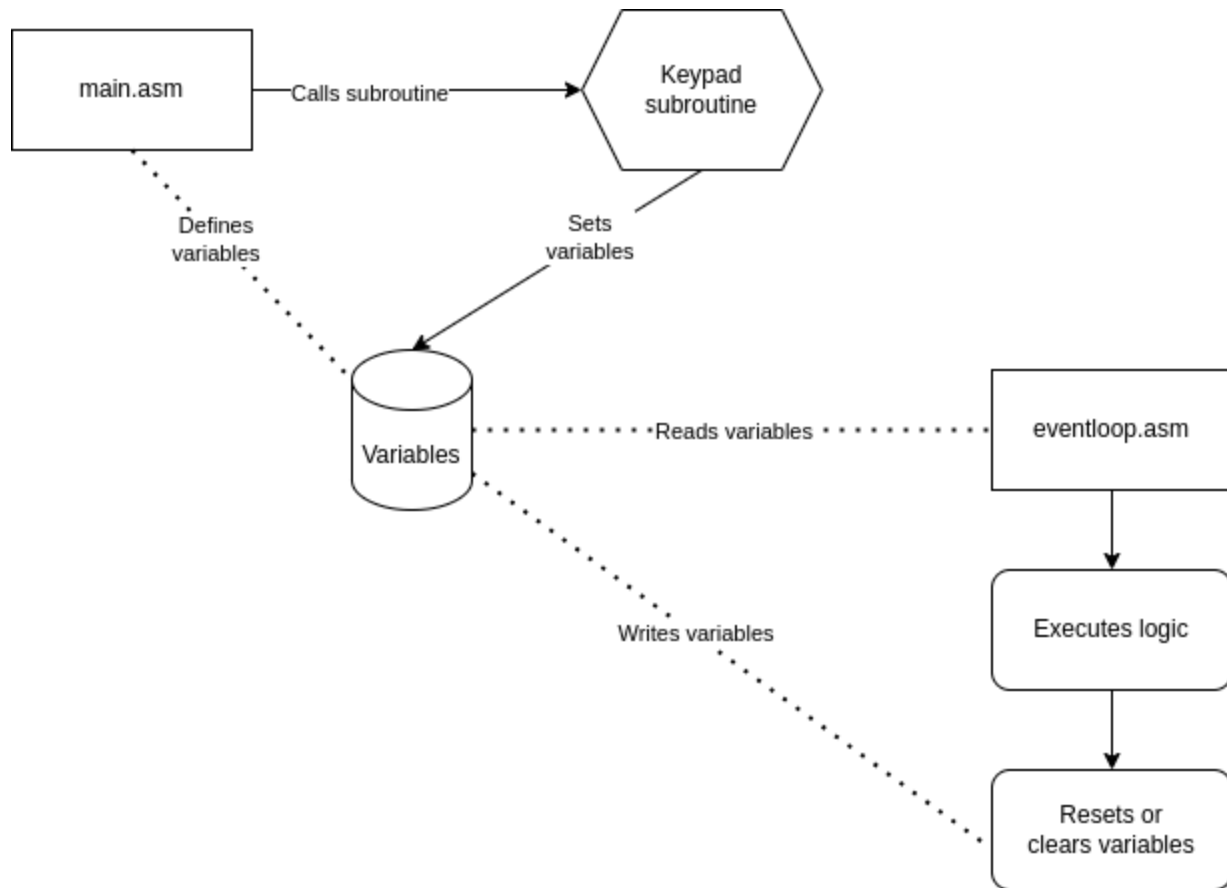 main.asm
Calls subroutine
Keypad
subroutine
Defines
variables
Sets
variables
Variables
Reads variables
eventloop.asm
Writes variables
Executes logic
Resets or
clears variables